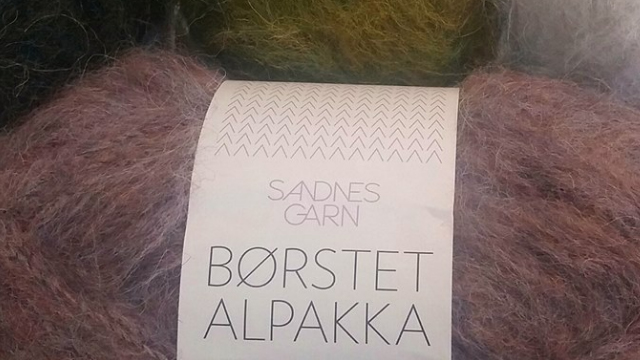 SANDNES
GARN
BØRSTET
ALPAKKA